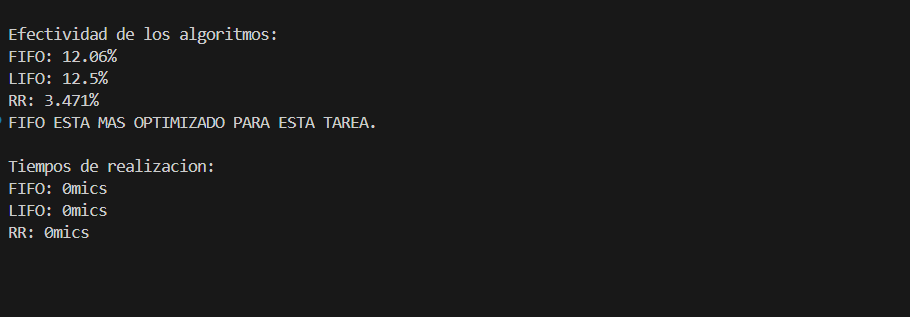 Efectividad de los algoritmos:
FIFO: 12.06%
LIFO: 12.5%
RR: 3.471%
FIFO ESTA MAS OPTIMIZADO PARA ESTA TAREA.
Tiempos de realizacion:
FIFO: 0mics
LIFO: 0mics
RR: 0mics